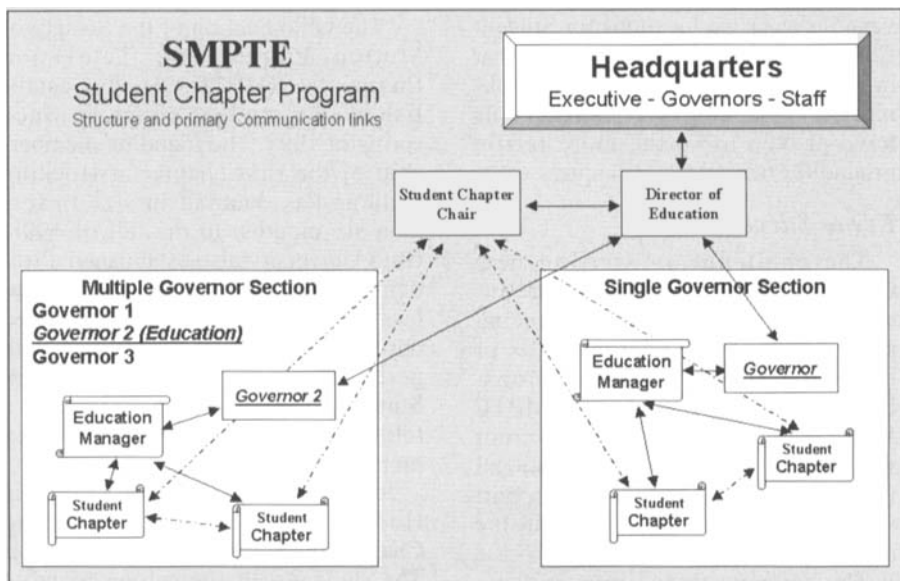 SMPTE
Student Chapter Program
Structure and primary Communication links
Headquarters
Executive - Governors - Staff
Student Chapter
Chair
Director of
Education
Multiple Governor Section
Governor 1
Governor 2 (Education)
Governor 3
Governor 2
Education
Manager
Student
Chapter
Student
Chapter
Single Governor Section
Education
Manager
Governor
Student
Chapter
Student
Chapter